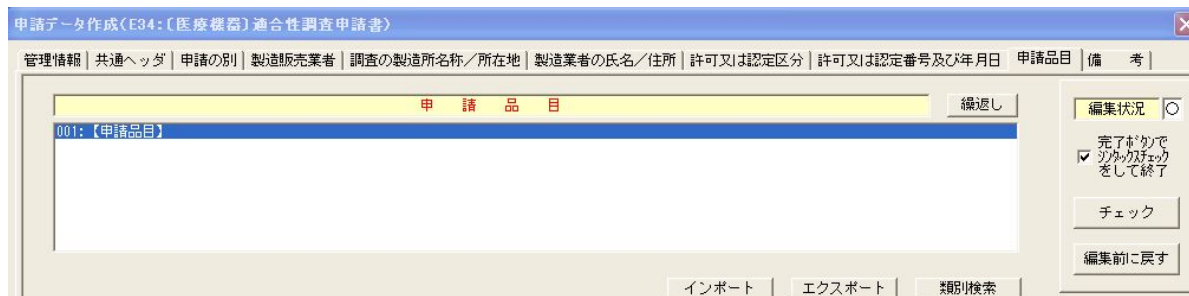 申請データ作成(E34:〔医療機器〕適合性調査申請書)
管理情報 共通ヘッダ 申請の別 製造販売業者 調査の製造所名称/所在地 製造業者の氏名/住所 許可又は認定区分 許可又は認定番号及び年月日 申請品目 備 考
申 請 品 目 繰返し
001:【申請品目】
編集状況 ○
完了ボタンで
シンタックスチェック
をして終了
チェック
編集前に戻す
インポート エクスポート 類別検索